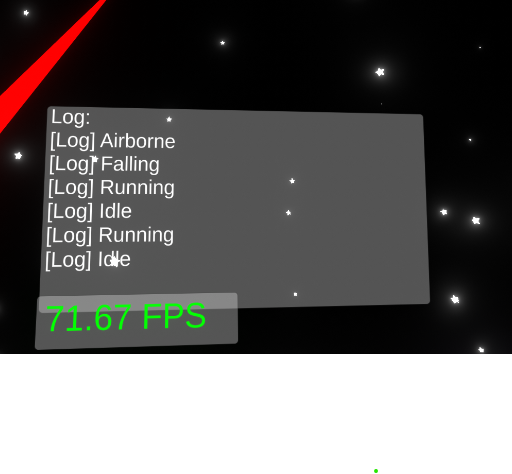 Log:
[Log] Airborne
[Log] Falling
[Log] Running
[Log] Idle
[Log] Running
[Log] Idle
71.67 FPS